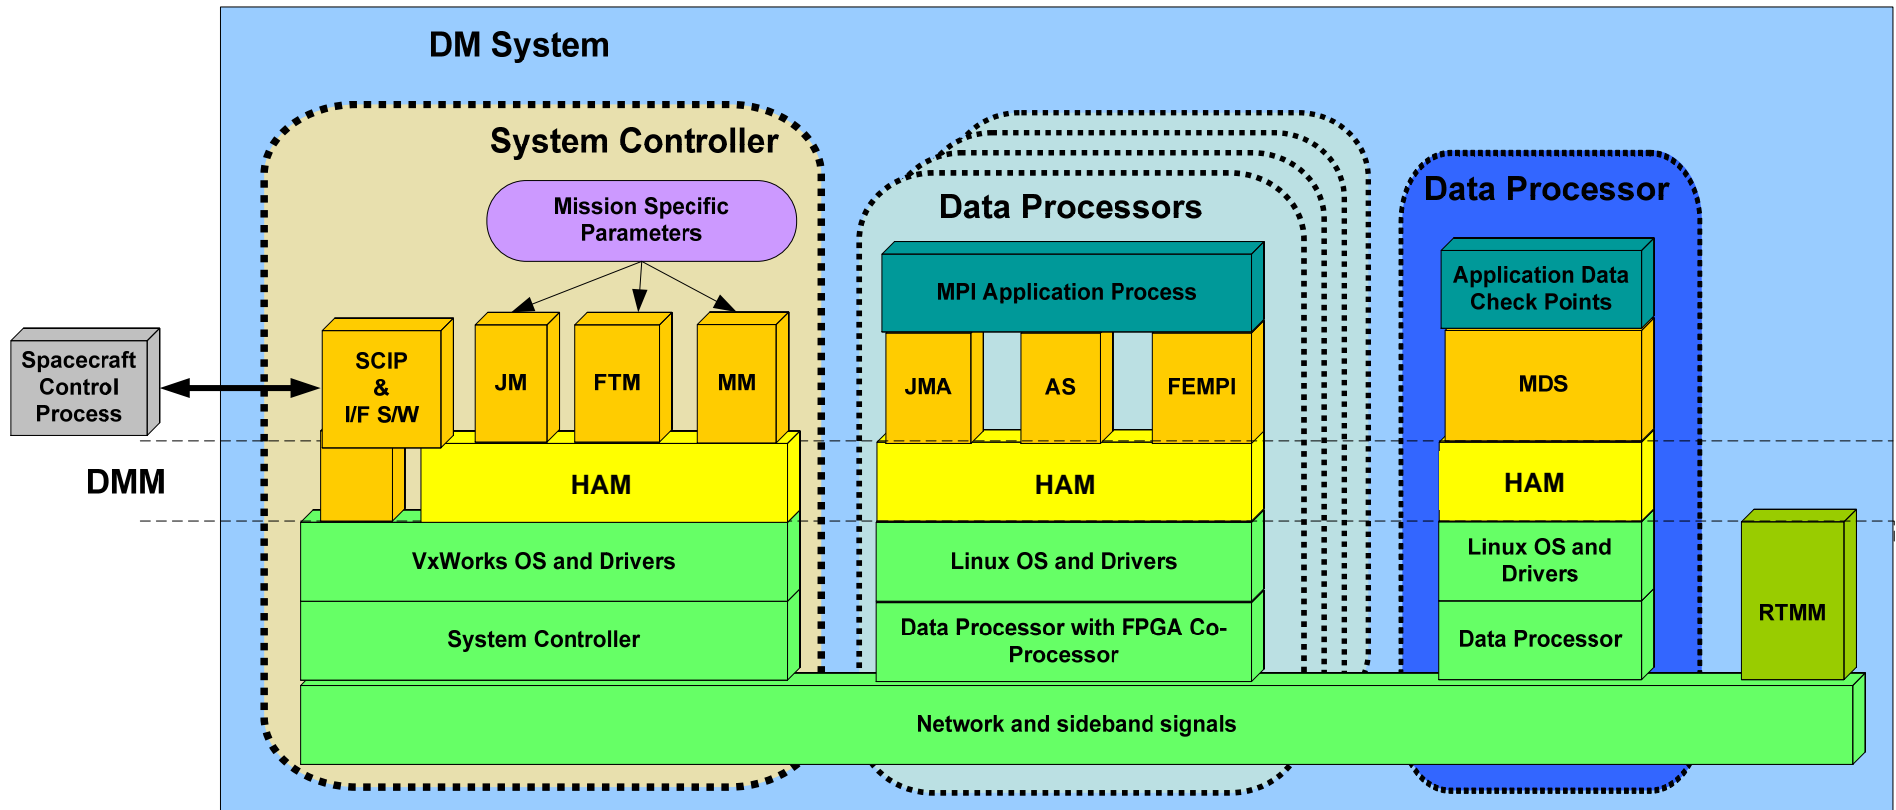 DM System
System Controller
Mission Specific
Parameters
Data Processors
Data Processor
MPI Application Process
Application Data
Check Points
Spacecraft
Control
Process
SCIP
&
I/F S/W
JM
FTM
MM
JMA
AS
FEMPI
MDS
DMM
HAM
HAM
HAM
VxWorks OS and Drivers
Linux OS and Drivers
Linux OS and
Drivers
RTMM
System Controller
Data Processor with FPGA Co-
Processor
Data Processor
Network and sideband signals